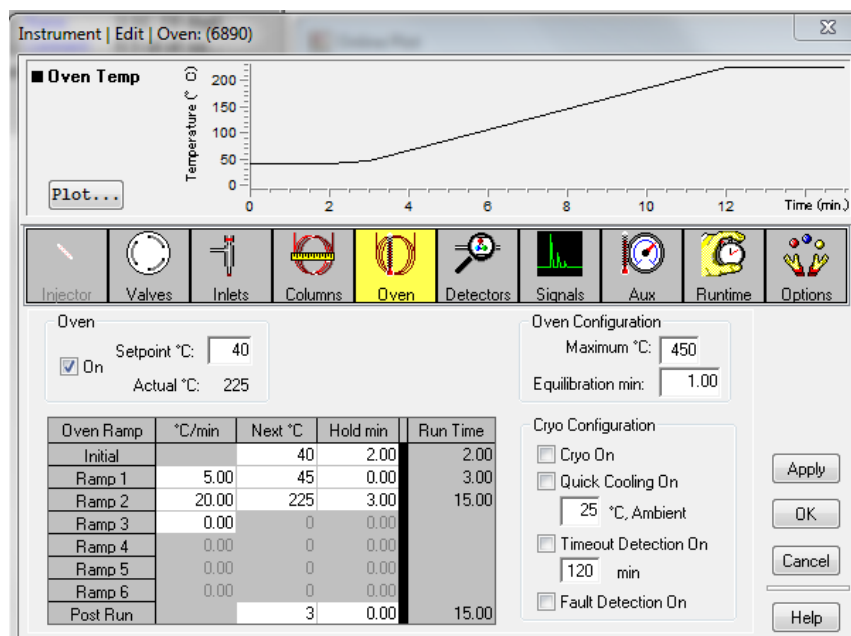 Instrument | Edit | Oven: (6890)
Oven Temp
Temperature (° C)
200
150
100
50
0
Plot...
0 2 4 6 8 10 12 Time (min.)
Injector Valves Inlets Columns Oven Detectors Signals Aux Runtime Options
Oven
On
Setpoint °C: 40
Actual °C: 225
Oven Configuration
Maximum °C: 450
Equilibration min: 1.00
Oven Ramp °C/min Next °C Hold min Run Time
Initial 40 2.00 2.00
Ramp 1 5.00 45 0.00 3.00
Ramp 2 20.00 225 3.00 15.00
Ramp 3 0.00 0 0.00
Ramp 4 0.00 0 0.00
Ramp 5 0.00 0 0.00
Ramp 6 0.00 0 0.00
Post Run 3 0.00 15.00
Cryo Configuration
Cryo On
Quick Cooling On
25 °C, Ambient
Timeout Detection On
120 min
Fault Detection On
Apply
OK
Cancel
Help